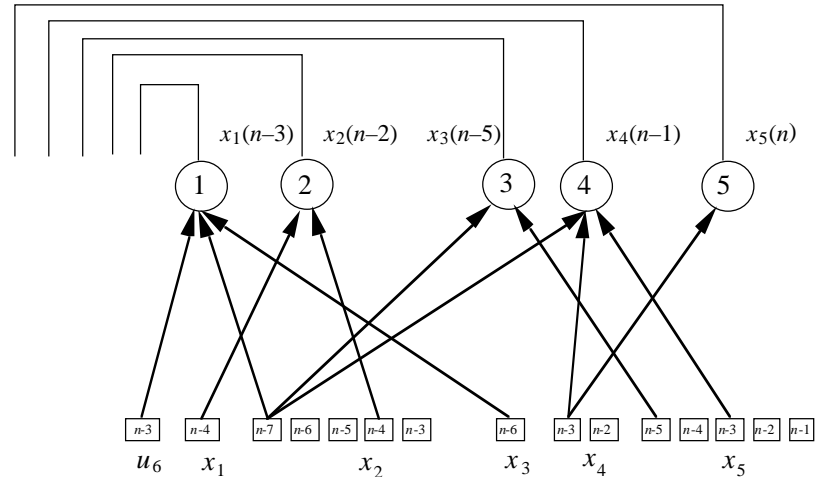 x₁(n–3) x₂(n–2) x₃(n–5) x₄(n–1) x₅(n)
1 2 3 4 5
n-3 n-4 n-7 n-6 n-5 n-4 n-3 n-6 n-3 n-2 n-5 n-4 n-3 n-2 n-1
u₆ x₁ x₂ x₃ x₄ x₅